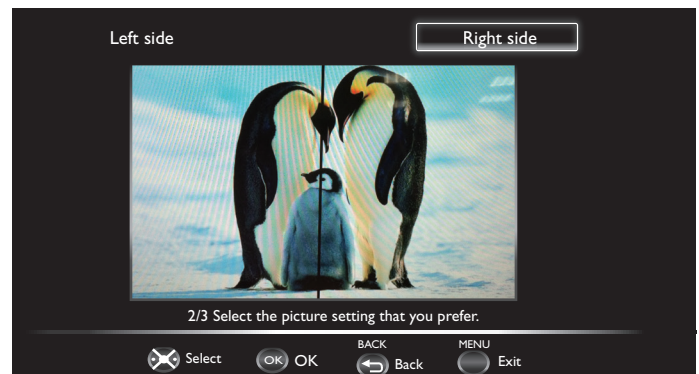 Left side
Right side
2/3 Select the picture setting that you prefer.
Select
OK OK
BACK
Back
MENU
Exit